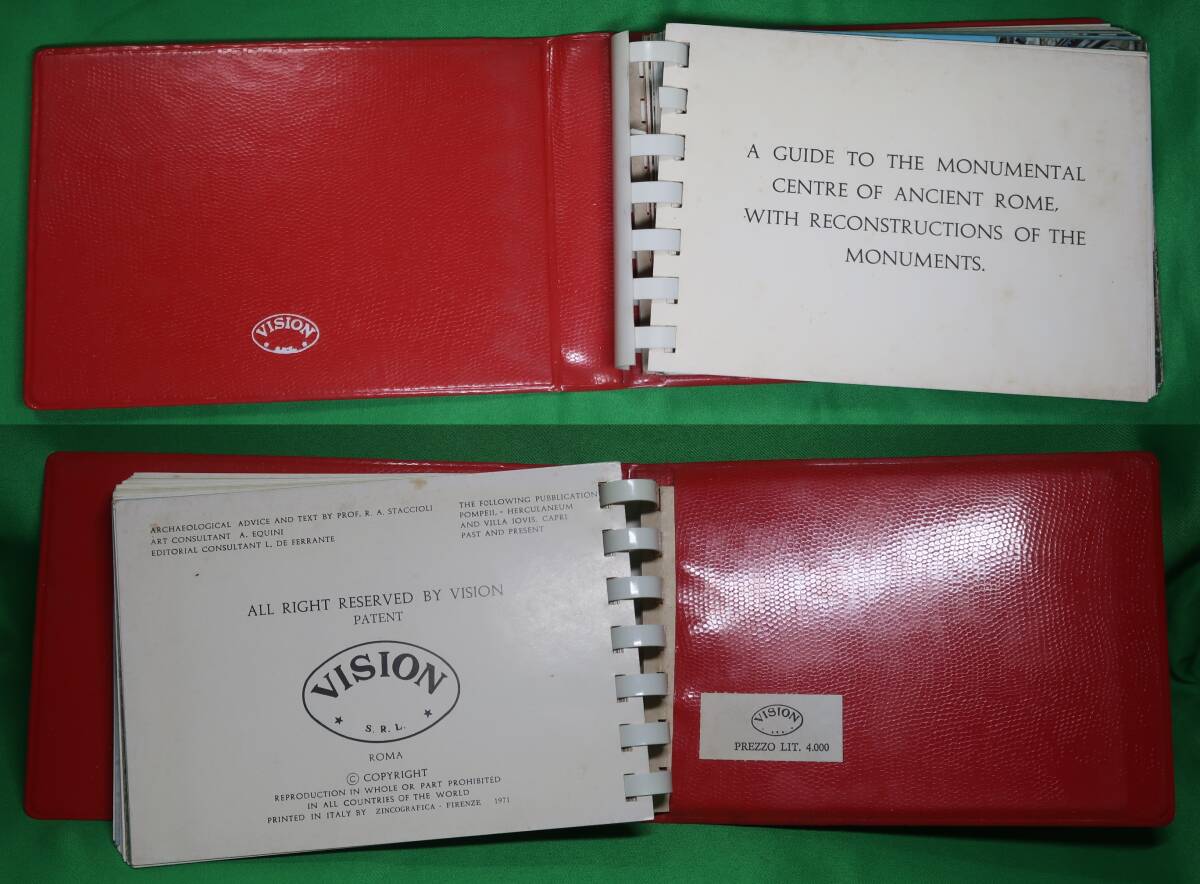 VISION
A GUIDE TO THE MONUMENTAL
CENTRE OF ANCIENT ROME,
WITH RECONSTRUCTIONS OF THE
MONUMENTS.
ARCHAEOLOGICAL ADVICE AND TEXT BY PROF. R. A. STACCIOLI
ART CONSULTANT A. EQUINI
EDITORIAL CONSULTANT L. DE FERRANTE
THE FOLLOWING PUBBLICATION
POMPEII - HERCULANEUM
AND VILLA JOVIS, CAPRI
PAST AND PRESENT
ALL RIGHT RESERVED BY VISION
PATENT
VISION
S. R. L.
ROMA
© COPYRIGHT
REPRODUCTION IN WHOLE OR PART PROHIBITED
IN ALL COUNTRIES OF THE WORLD
PRINTED IN ITALY BY ZINCOGRAFICA - FIRENZE 1971
VISION
PREZZO LIT. 4.000